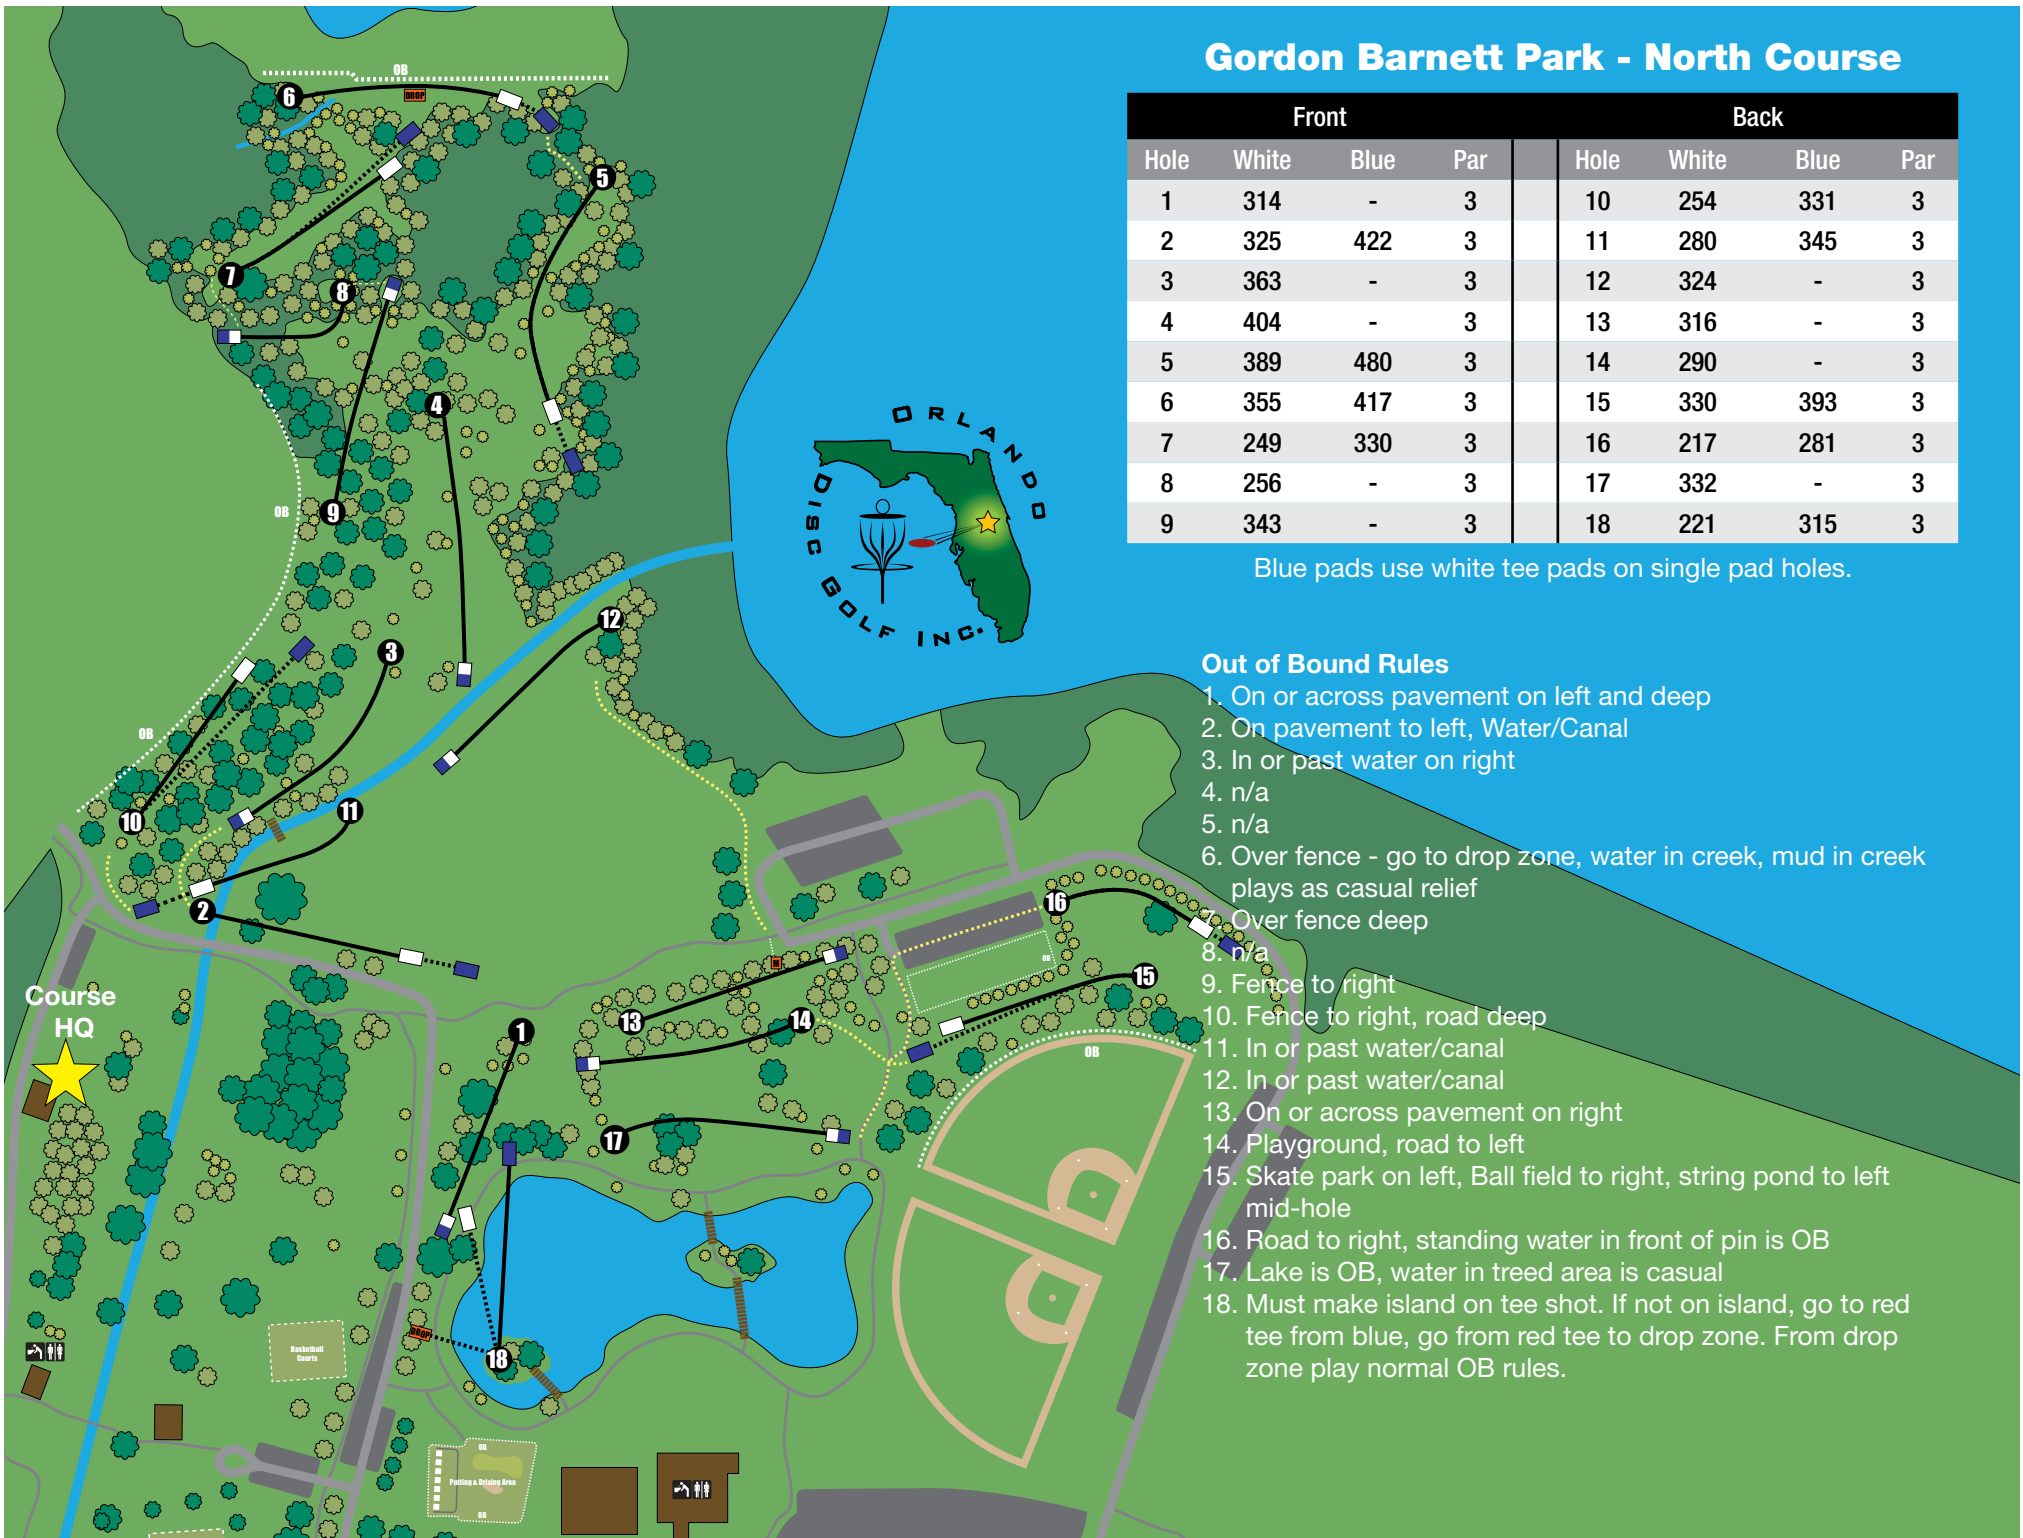 Gordon Barnett Park - North Course
Front Back
Hole White Blue Par Hole White Blue Par
1 314 - 3 10 254 331 3
2 325 422 3 11 280 345 3
3 363 - 3 12 324 - 3
4 404 - 3 13 316 - 3
5 389 480 3 14 290 - 3
6 355 417 3 15 330 393 3
7 249 330 3 16 217 281 3
8 256 - 3 17 332 - 3
9 343 - 3 18 221 315 3
Blue pads use white tee pads on single pad holes.
Out of Bound Rules
1. On or across pavement on left and deep
2. On pavement to left, Water/Canal
3. In or past water on right
4. n/a
5. n/a
6. Over fence - go to drop zone, water in creek, mud in creek
plays as casual relief
7. Over fence deep
8. n/a
9. Fence to right
10. Fence to right, road deep
11. In or past water/canal
12. In or past water/canal
13. On or across pavement on right
14. Playground, road to left
15. Skate park on left, Ball field to right, string pond to left
mid-hole
16. Road to right, standing water in front of pin is OB
17. Lake is OB, water in treed area is casual
18. Must make island on tee shot. If not on island, go to red
tee from blue, go from red tee to drop zone. From drop
zone play normal OB rules.
ORLANDO
DISC GOLF INC.
OB
6
DROP
5
7
8
4
OB
9
12
3
OB
10
11
2
16
Course
HQ
M
OB
15
13
14
1
OB
17
DROP
18
Basketball
Courts
OB
Putting & Driving Area
OB